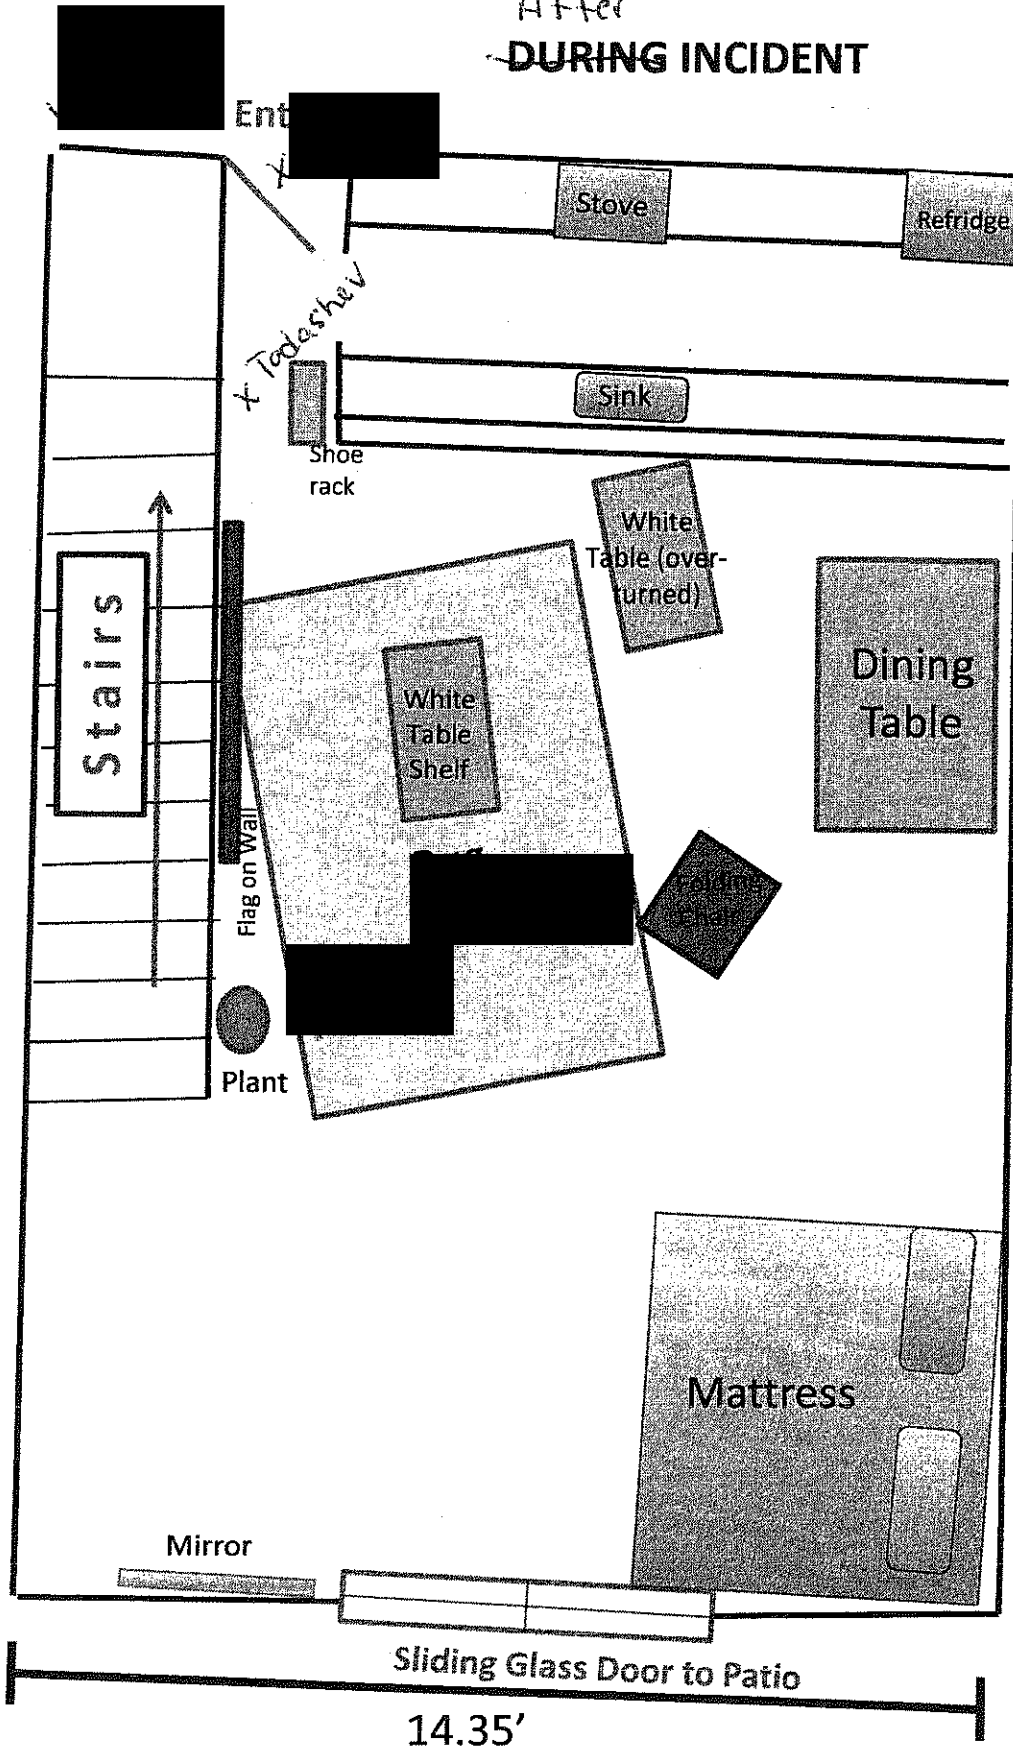 After
DURING INCIDENT
Ent
x
Stove
Refridge
x Todashev
Sink
Shoe
rack
White
Table (over-
turned)
Stairs
Dining
Table
White
Table
Shelf
Flag on Wall
Folding
Chair
Plant
Mattress
Mirror
Sliding Glass Door to Patio
14.35’